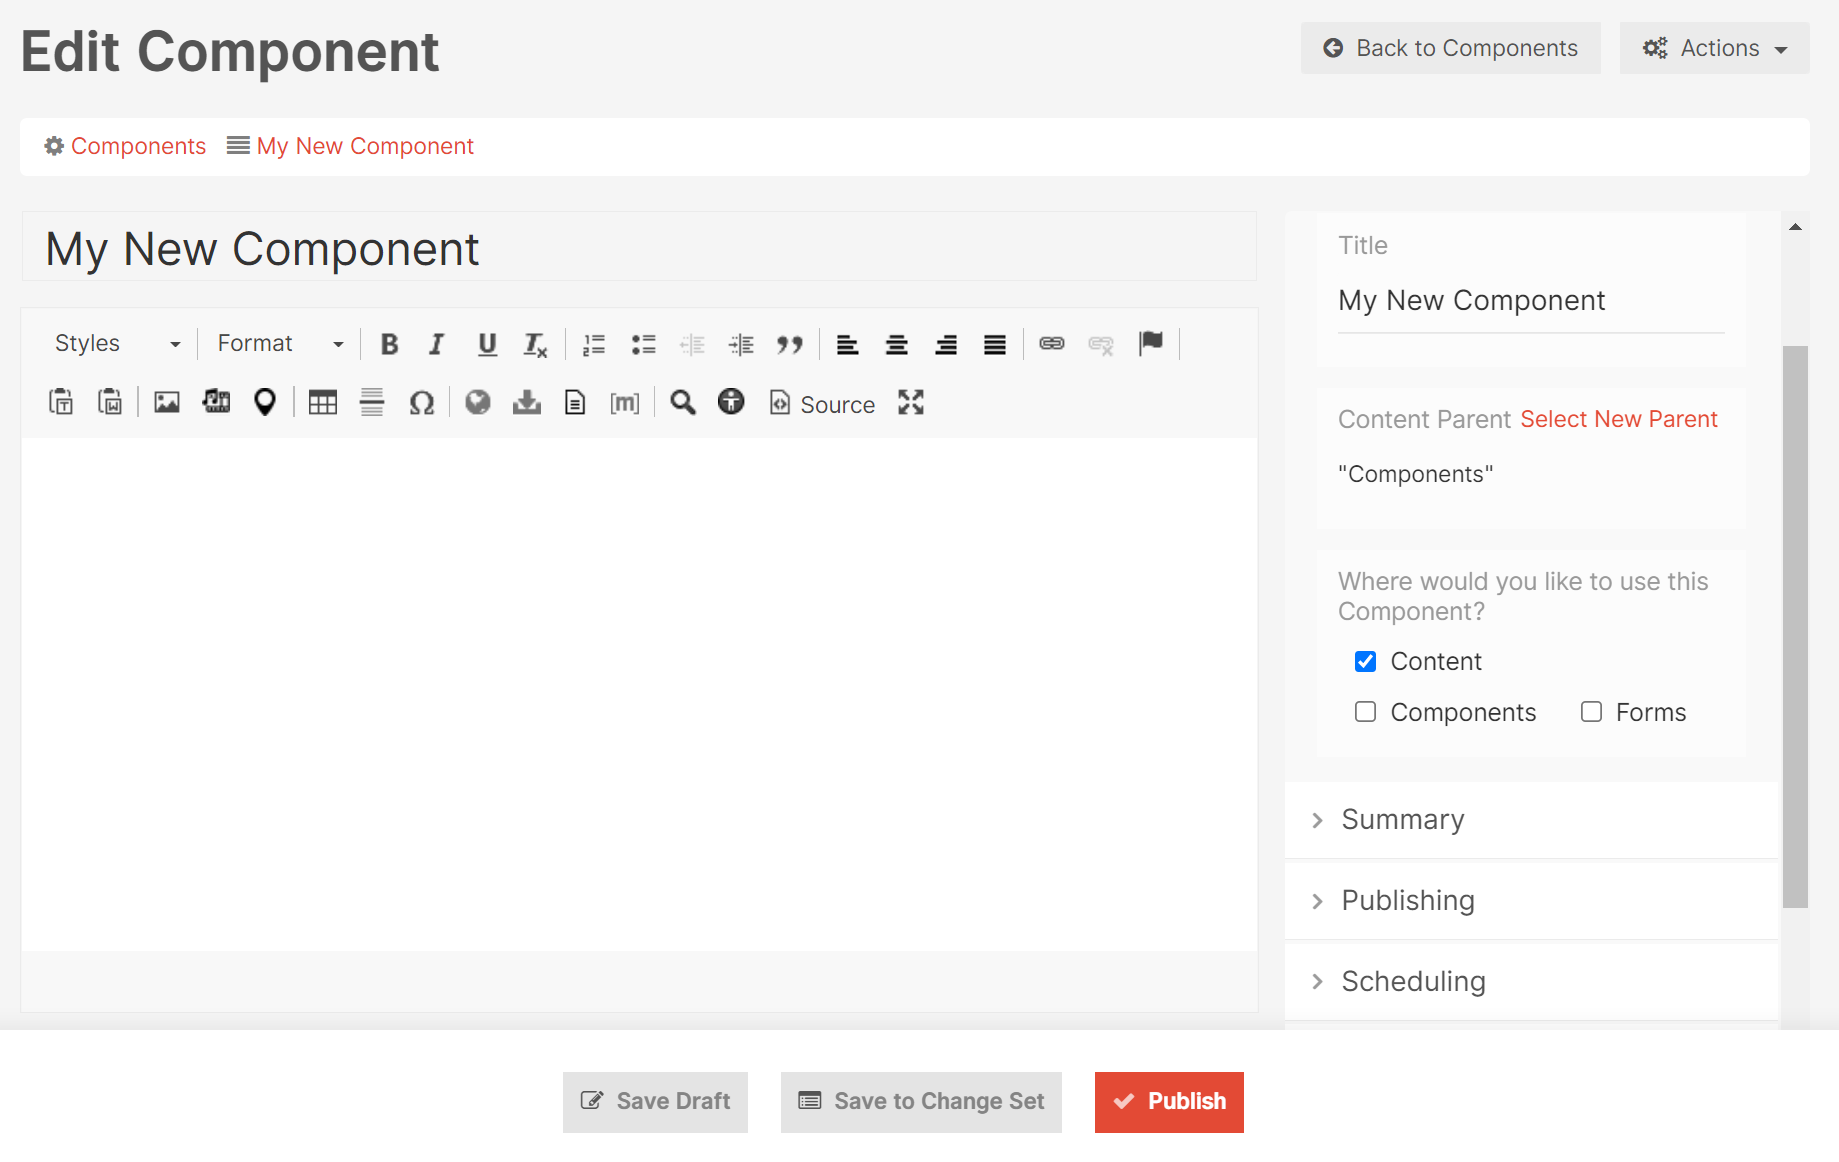 Edit Component
Back to Components
Actions
Components My New Component
My New Component
Styles Format B I U Tx
Ω [m] Source
Title
My New Component
Content Parent Select New Parent
"Components"
Where would you like to use this
Component?
Content
Components Forms
Summary
Publishing
Scheduling
Save Draft
Save to Change Set
Publish